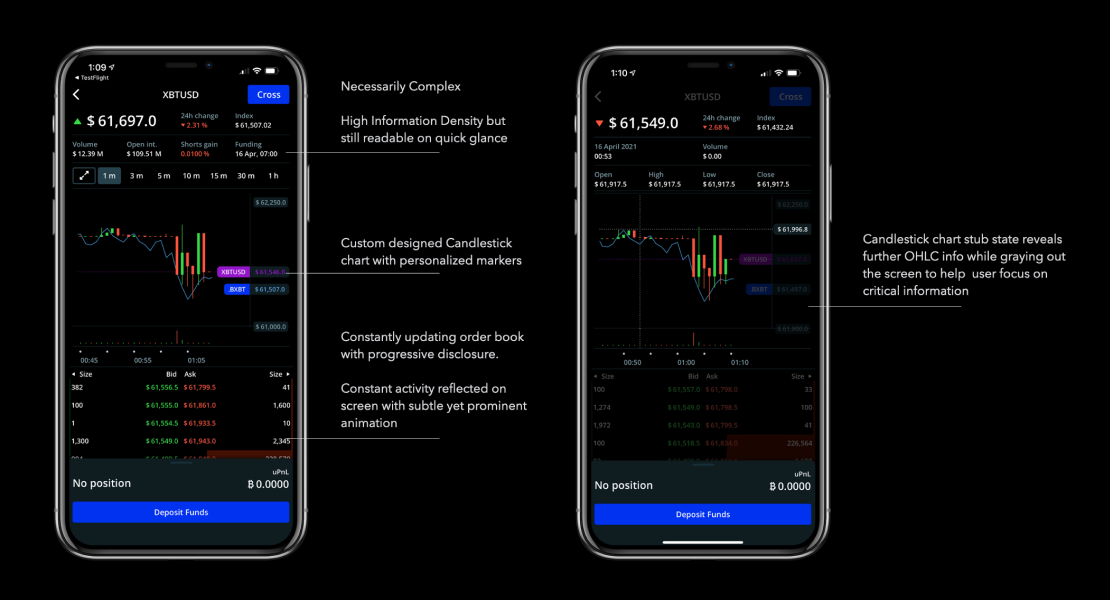 1:09
TestFlight
XBTUSD
Cross
$ 61,697.0
24h change
2.31 %
Index
$ 61,507.02
Volume
$ 12.39 M
Open int.
$ 109.51 M
Shorts gain
0.0100 %
Funding
16 Apr, 07:00
1 m 3 m 5 m 10 m 15 m 30 m 1 h
$ 62,250.0
XBTUSD
.BXBT $ 61,507.0
$ 61,000.0
00:45 00:55 01:05
Size Bid Ask Size
382 $ 61,556.5 $ 61,799.5 41
100 $ 61,555.0 $ 61,861.0 1,600
1 $ 61,554.5 $ 61,933.5 10
1,300 $ 61,549.0 $ 61,943.0 2,345
No position
uPnL
₿ 0.0000
Deposit Funds
Necessarily Complex
High Information Density but
still readable on quick glance
Custom designed Candlestick
chart with personalized markers
Constantly updating order book
with progressive disclosure.
Constant activity reflected on
screen with subtle yet prominent
animation
1:10
XBTUSD
Cross
$ 61,549.0
24h change
2.68 %
Index
$ 61,432.24
16 April 2021
00:53
Volume
$ 0.00
Open
$ 61,917.5
High
$ 61,917.5
Low
$ 61,917.5
Close
$ 61,917.5
$ 62,250.0
$ 61,996.8
XBTUSD
.BXBT
00:50 01:00 01:10
Size Bid Ask Size
100 $ 61,557.0 $ 61,798.0 33
1,274 $ 61,549.0 $ 61,798.5 100
1,972 $ 61,543.0 $ 61,799.5 41
100 $ 61,518.5 226,564
No position
uPnL
₿ 0.0000
Deposit Funds
Candlestick chart stub state reveals
further OHLC info while graying out
the screen to help user focus on
critical information